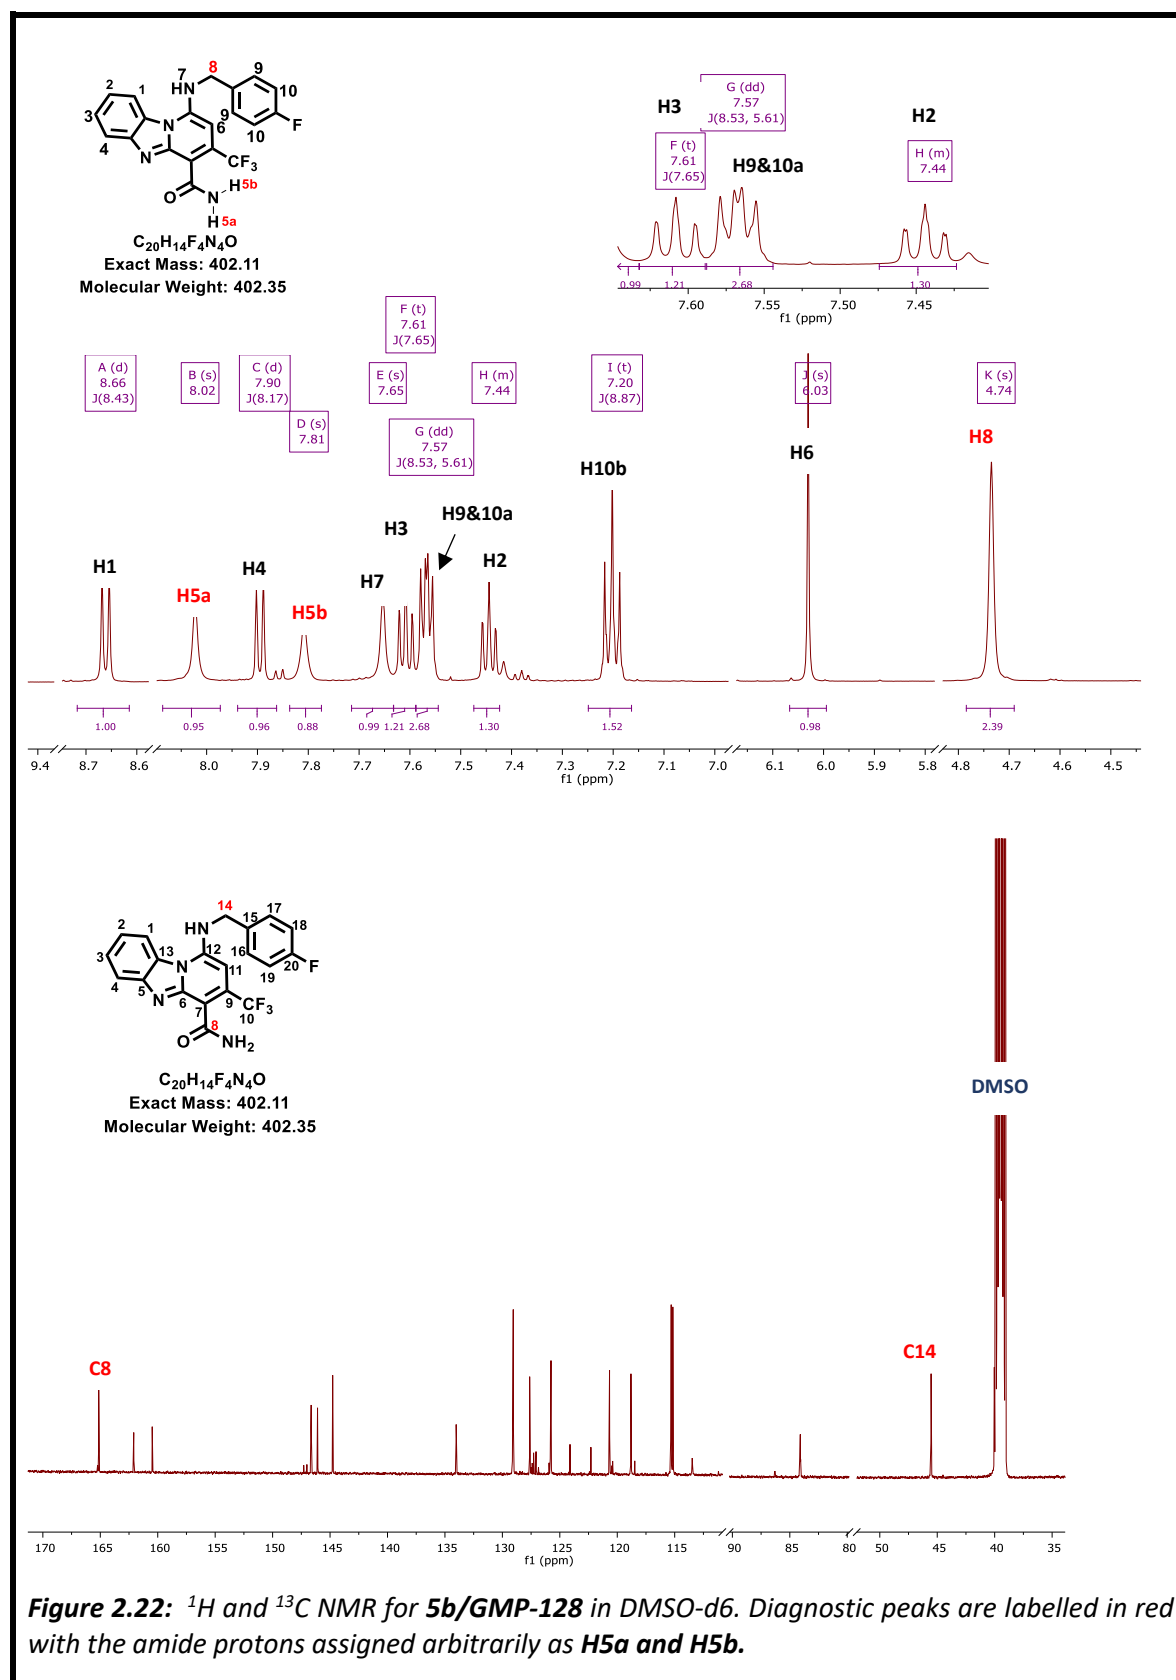 7
8
9
HN
10
2
1
3
9
N
6
10
F
4
N
CF3
O
N
H 5b
H 5a
C20H14F4N4O
Exact Mass: 402.11
Molecular Weight: 402.35
H3
G (dd)
7.57
J(8.53, 5.61)
H2
F (t)
7.61
J(7.65)
H9&10a
H (m)
7.44
0.99
1.21
2.68
1.30
7.60
7.55
7.50
7.45
f1 (ppm)
A (d)
8.66
J(8.43)
B (s)
8.02
C (d)
7.90
J(8.17)
D (s)
7.81
E (s)
7.65
F (t)
7.61
J(7.65)
G (dd)
7.57
J(8.53, 5.61)
H (m)
7.44
I (t)
7.20
J(8.87)
J (s)
6.03
K (s)
4.74
H1
H5a
H4
H5b
H7
H3
H9&10a
H2
H10b
H6
H8
1.00
0.95
0.96
0.88
0.99
1.21
2.68
1.30
1.52
0.98
2.39
9.4
8.7
8.6
8.0
7.9
7.8
7.7
7.6
7.5
7.4
7.3
7.2
7.1
7.0
6.1
6.0
5.9
5.8
4.8
4.7
4.6
4.5
f1 (ppm)
14
17
15
18
HN
2
1
13
12
16
3
N
11
19
20
F
4
5
N
6
9
CF3
7
10
8
O
NH2
C20H14F4N4O
Exact Mass: 402.11
Molecular Weight: 402.35
DMSO
C8
C14
170
165
160
155
150
145
140
135
130
125
120
115
90
80
50
45
40
35
f1 (ppm)
Figure 2.22: 1H and 13C NMR for 5b/GMP-128 in DMSO-d6. Diagnostic peaks are labelled in red
with the amide protons assigned arbitrarily as H5a and H5b.